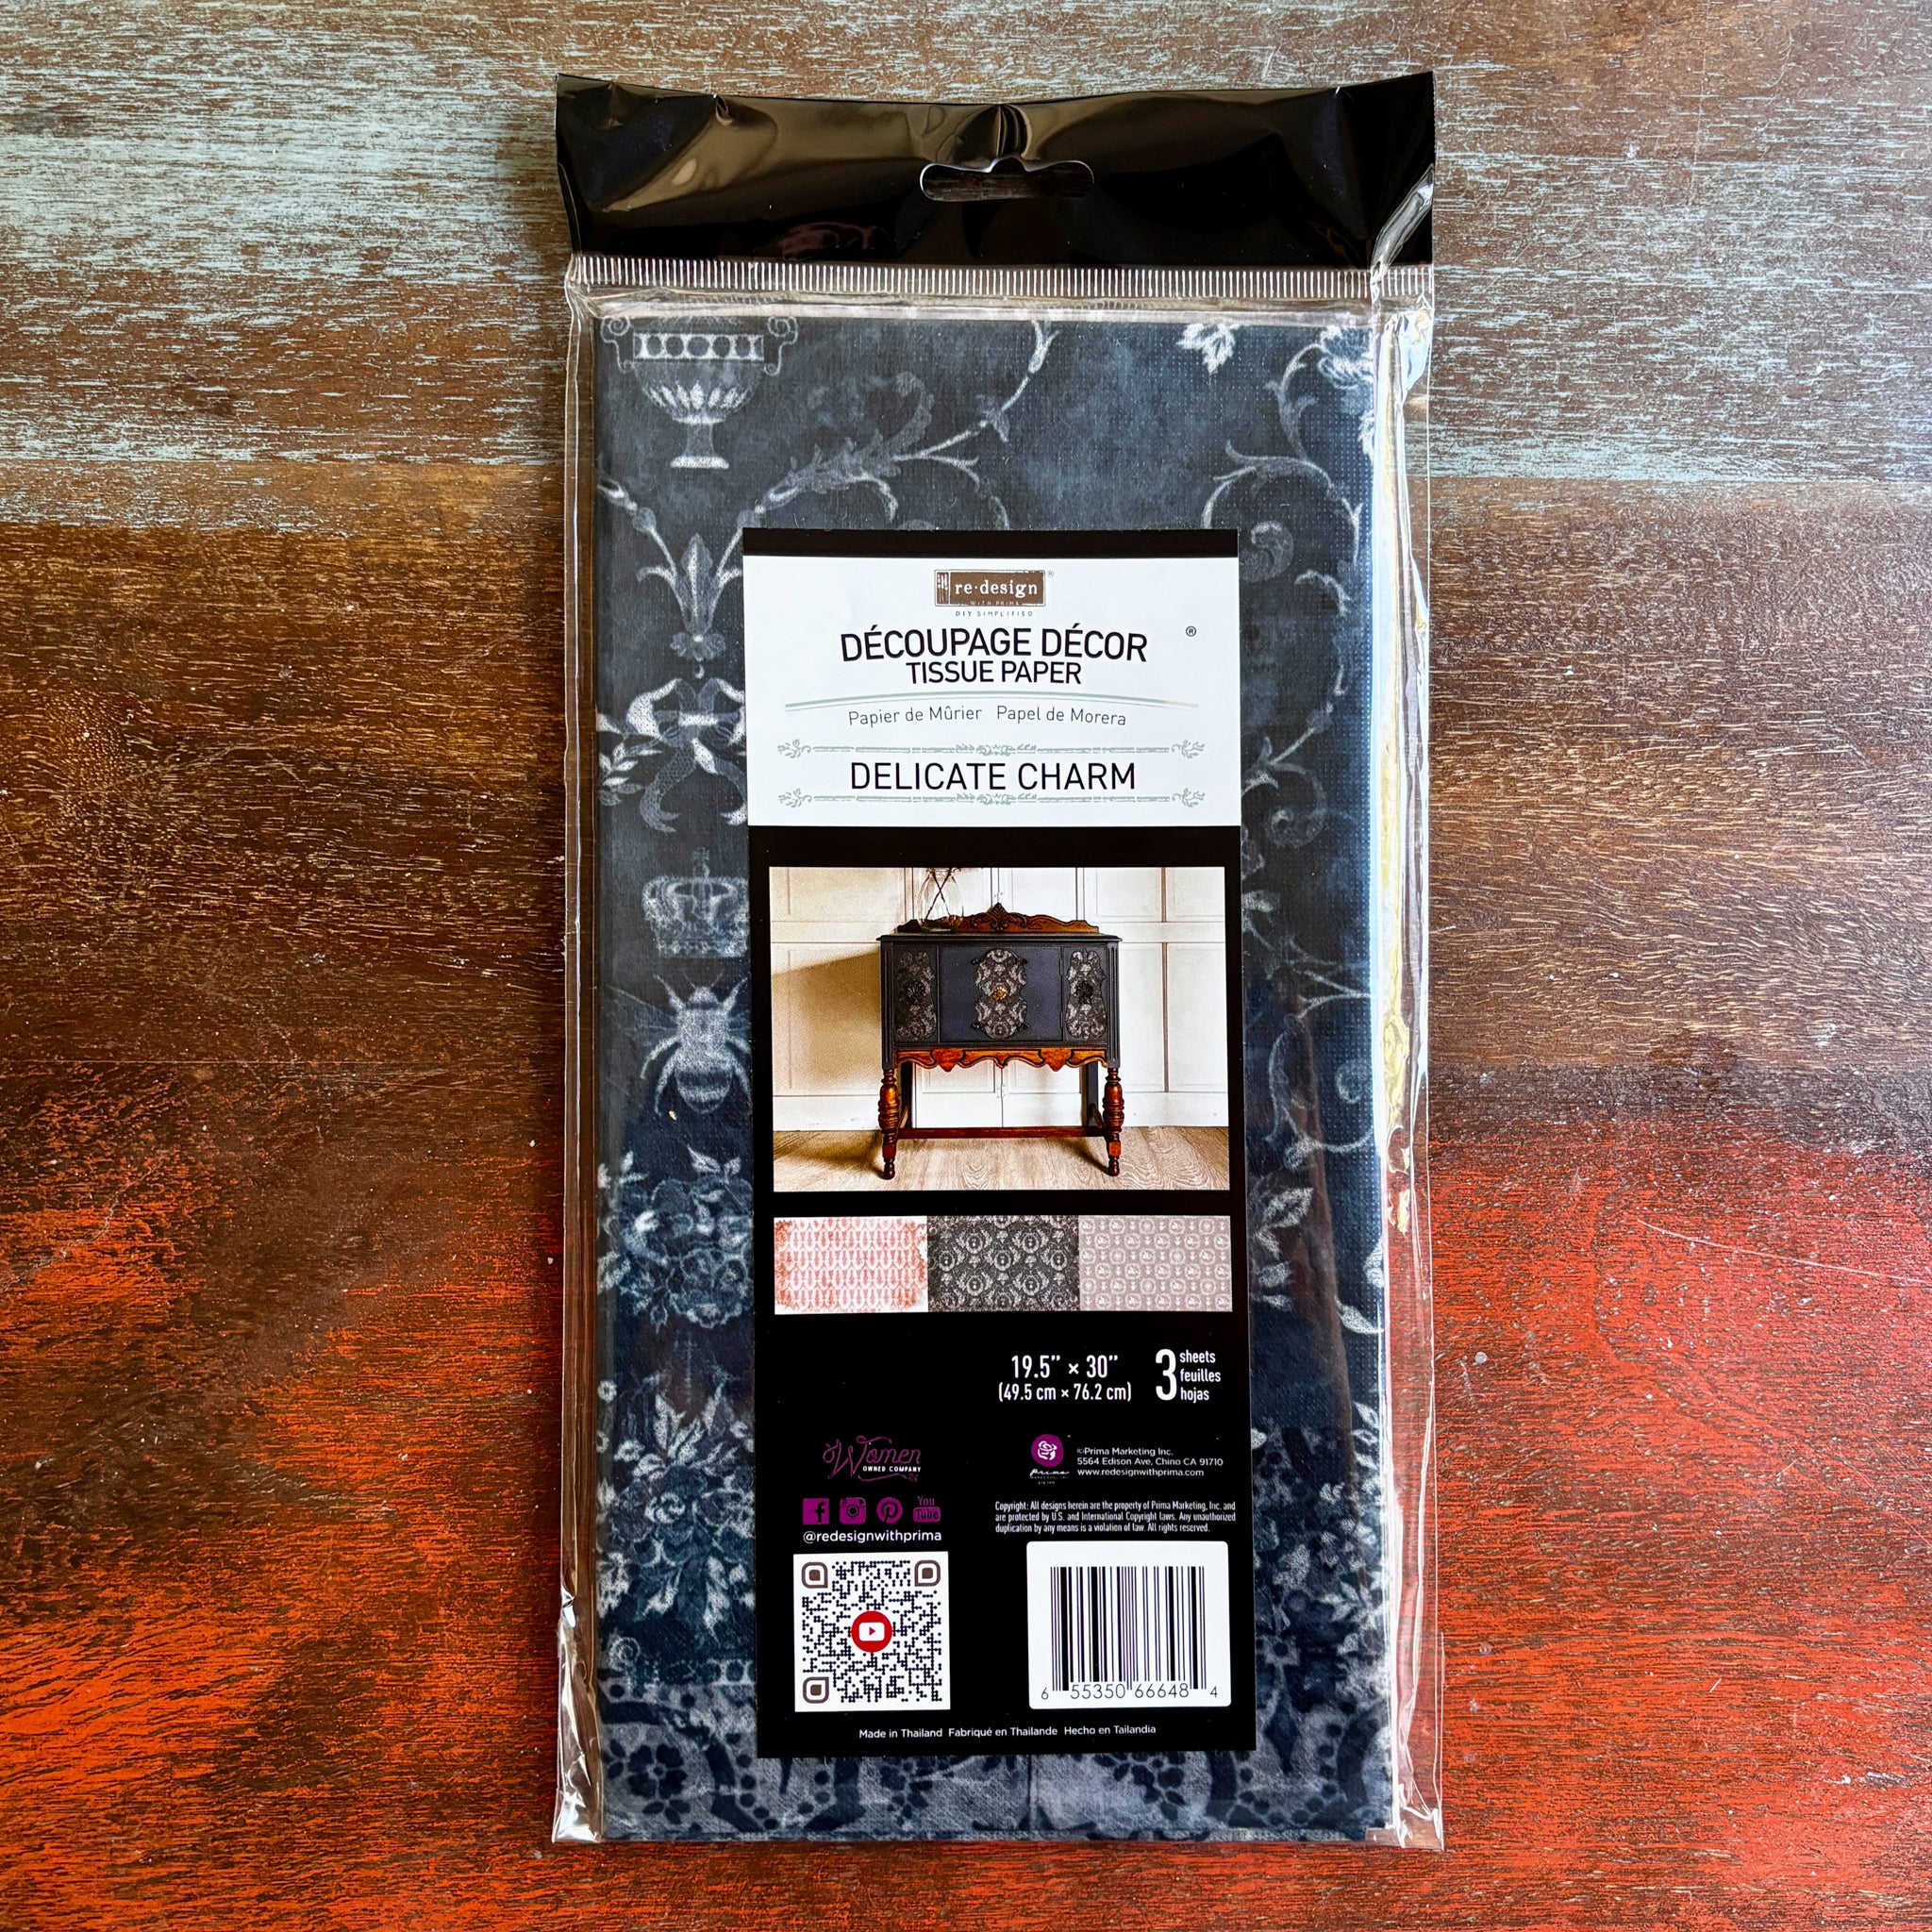 re·design®
WITH PRIMA
DIY SIMPLIFIED
DÉCOUPAGE DÉCOR ®
TISSUE PAPER
Papier de Mûrier Papel de Morera
DELICATE CHARM
19.5” × 30”
(49.5 cm × 76.2 cm)
3 sheets
feuilles
hojas
Women
OWNED COMPANY
©Prima Marketing Inc.
5564 Edison Ave, Chino CA 91710
www.redesignwithprima.com
prima
You
Tube
@redesignwithprima
Copyright: All designs herein are the property of Prima Marketing, Inc. and
are protected by U.S. and International Copyright laws. Any unauthorized
duplication by any means is a violation of law. All rights reserved.
6 55350 66648 4
Made in Thailand Fabriqué en Thaïlande Hecho en Tailandia